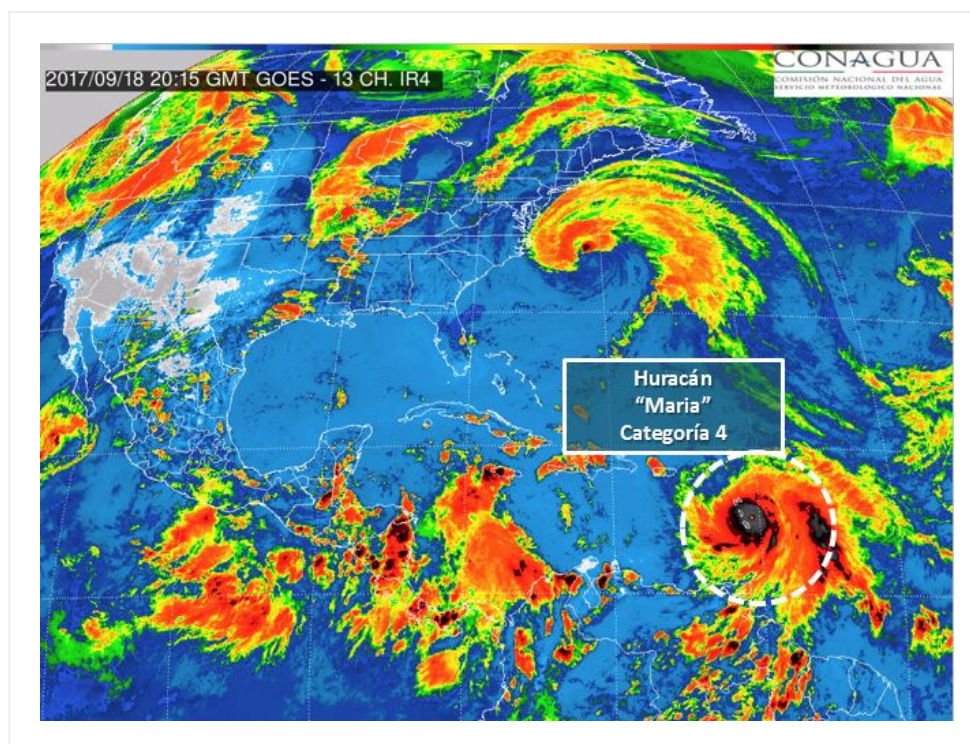 2017/09/18 20:15 GMT GOES - 13 CH. IR4
CONAGUA
COMISIÓN NACIONAL DEL AGUA
SERVICIO METEOROLÓGICO NACIONAL
Huracán
“Maria”
Categoría 4